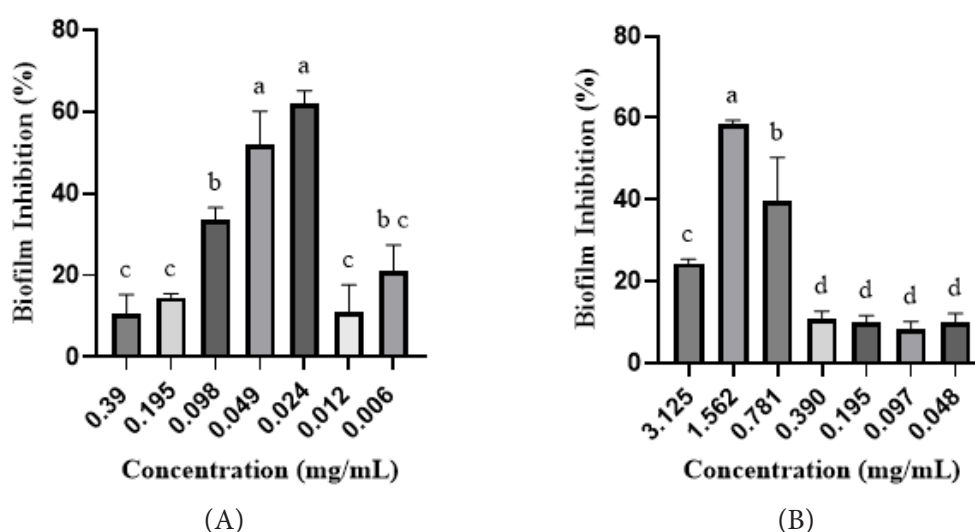 80
60
40
20
0
Biofilm Inhibition (%)
c
c
b
a
a
c
b c
0.39
0.195
0.098
0.049
0.024
0.012
0.006
Concentration (mg/mL)
(A)
80
60
40
20
0
Biofilm Inhibition (%)
c
a
b
d
d
d
d
3.125
1.562
0.781
0.390
0.195
0.097
0.048
Concentration (mg/mL)
(B)